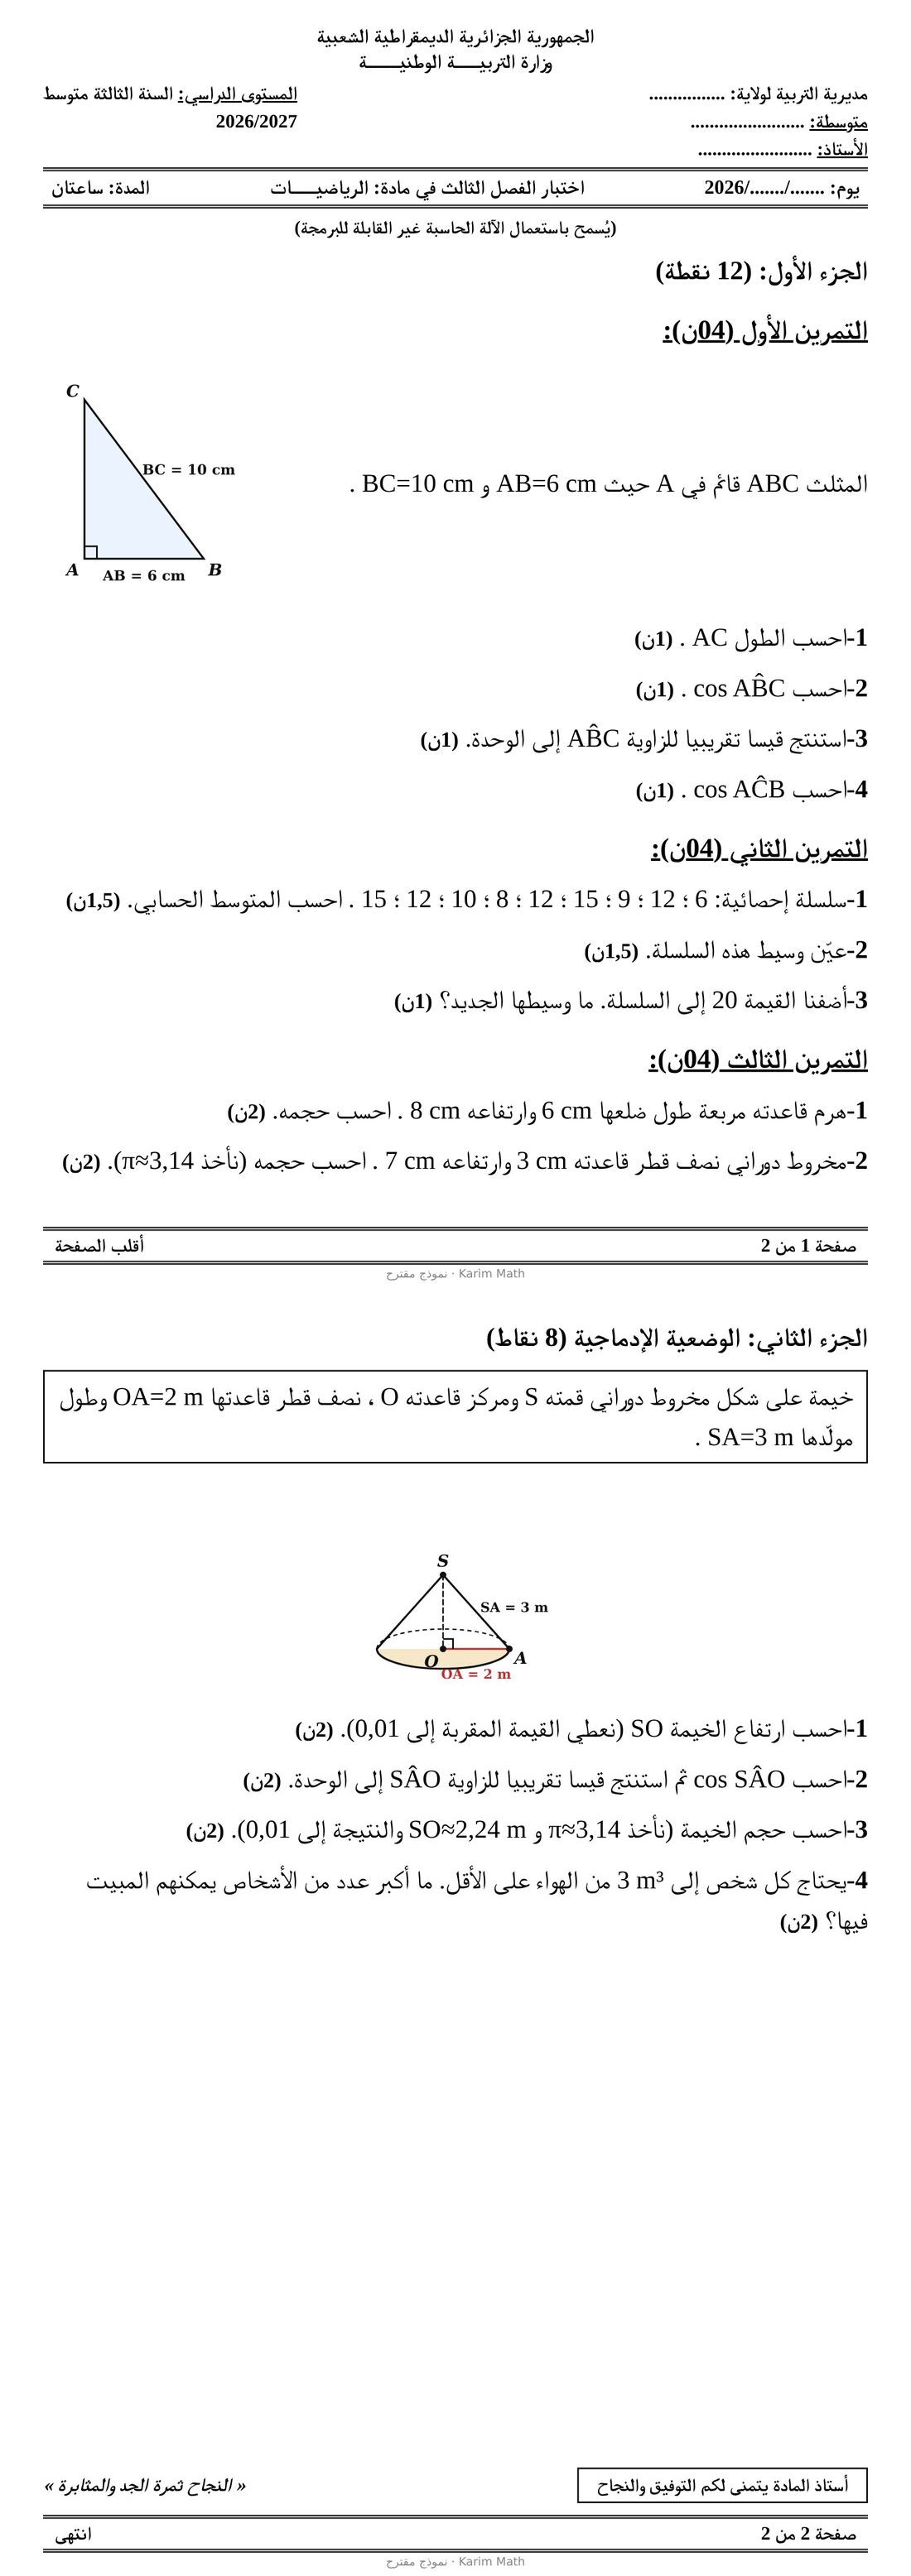 الجمهورية الجزائرية الديمقراطية الشعبية
وزارة التربيـــــة الوطنيـــــــة
مديرية التربية لولاية: ................
المستوى الدراسي: السنة الثالثة متوسط
متوسطة: ........................
2026/2027
الأستاذ: ........................
يوم: ......./......./2026
اختبار الفصل الثالث في مادة: الرياضيـــــات
المدة: ساعتان
(يُسمح باستعمال الآلة الحاسبة غير القابلة للبرمجة)
الجزء الأول: (12 نقطة)
التمرين الأول (04ن):
C
BC = 10 cm
المثلث ABC قائم في A حيث AB=6 cm و BC=10 cm .
A
AB = 6 cm
B
1-احسب الطول AC . (1ن)
2-احسب cos AB̂C . (1ن)
3-استنتج قيسا تقريبيا للزاوية AB̂C إلى الوحدة. (1ن)
4-احسب cos AĈB . (1ن)
التمرين الثاني (04ن):
1-سلسلة إحصائية: 6 ؛ 12 ؛ 9 ؛ 15 ؛ 12 ؛ 8 ؛ 10 ؛ 12 ؛ 15 . احسب المتوسط الحسابي. (1,5ن)
2-عيّن وسيط هذه السلسلة. (1,5ن)
3-أضفنا القيمة 20 إلى السلسلة. ما وسيطها الجديد؟ (1ن)
التمرين الثالث (04ن):
1-هرم قاعدته مربعة طول ضلعها 6 cm وارتفاعه 8 cm . احسب حجمه. (2ن)
2-مخروط دوراني نصف قطر قاعدته 3 cm وارتفاعه 7 cm . احسب حجمه (نأخذ π≈3,14). (2ن)
صفحة 1 من 2
أقلب الصفحة
Karim Math · نموذج مقترح
الجزء الثاني: الوضعية الإدماجية (8 نقاط)
خيمة على شكل مخروط دوراني قمته S ومركز قاعدته O ، نصف قطر قاعدتها OA=2 m وطول
مولّدها SA=3 m .
S
SA = 3 m
O
A
OA = 2 m
1-احسب ارتفاع الخيمة SO (نعطي القيمة المقربة إلى 0,01). (2ن)
2-احسب cos SÂO ثم استنتج قيسا تقريبيا للزاوية SÂO إلى الوحدة. (2ن)
3-احسب حجم الخيمة (نأخذ π≈3,14 و SO≈2,24 m والنتيجة إلى 0,01). (2ن)
4-يحتاج كل شخص إلى 3 m³ من الهواء على الأقل. ما أكبر عدد من الأشخاص يمكنهم المبيت
فيها؟ (2ن)
أستاذ المادة يتمنى لكم التوفيق والنجاح
« النجاح ثمرة الجد والمثابرة »
صفحة 2 من 2
انتهى
Karim Math · نموذج مقترح